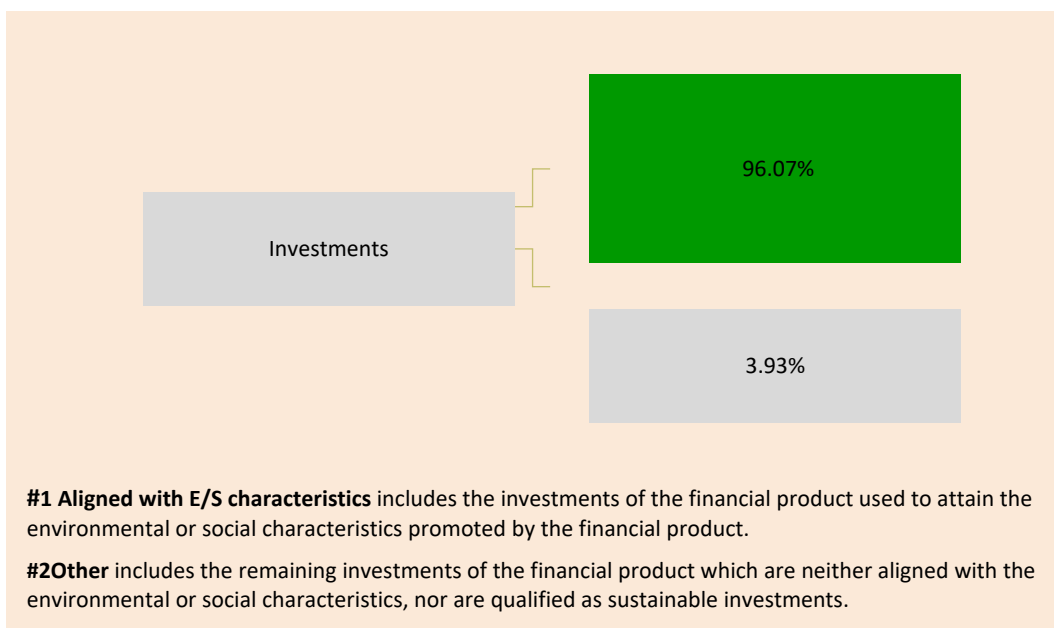 96.07%
Investments
3.93%
#1 Aligned with E/S characteristics includes the investments of the financial product used to attain the
environmental or social characteristics promoted by the financial product.
#2Other includes the remaining investments of the financial product which are neither aligned with the
environmental or social characteristics, nor are qualified as sustainable investments.